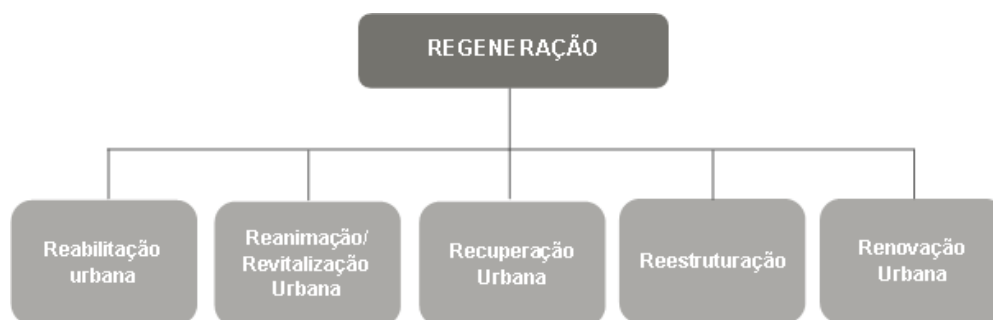 REGENERAÇÃO
Reabilitação
urbana
Reanimação/
Revitalização
Urbana
Recuperação
Urbana
Reestruturação
Renovação
Urbana